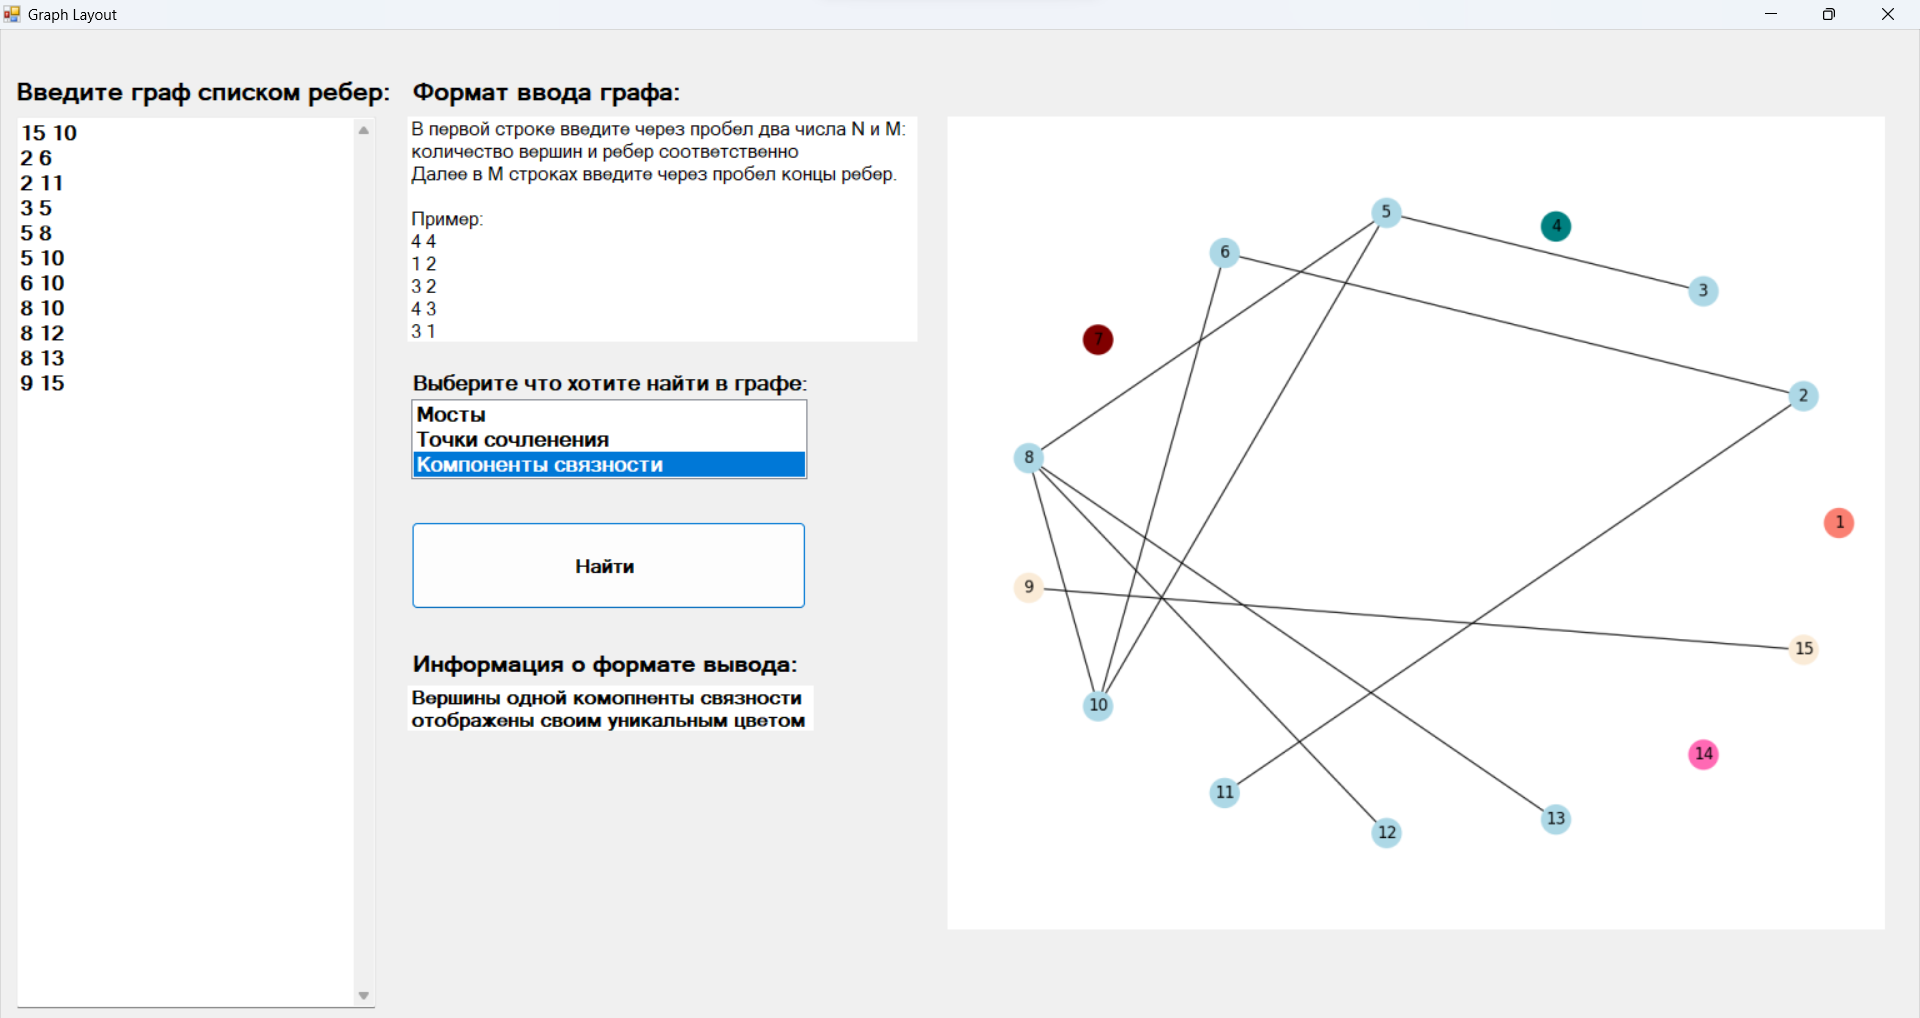 Graph Layout
Введите граф списком ребер:
15 10
2 6
2 11
3 5
5 8
5 10
6 10
8 10
8 12
8 13
9 15
Формат ввода графа:
В первой строке введите через пробел два числа N и M:
количество вершин и ребер соответственно
Далее в M строках введите через пробел концы ребер.
Пример:
4 4
1 2
3 2
4 3
3 1
Выберите что хотите найти в графе:
Мосты
Точки сочленения
Компоненты связности
Найти
Информация о формате вывода:
Вершины одной комопненты связности
отображены своим уникальным цветом
5
4
6
3
7
2
8
1
9
15
10
14
11
13
12